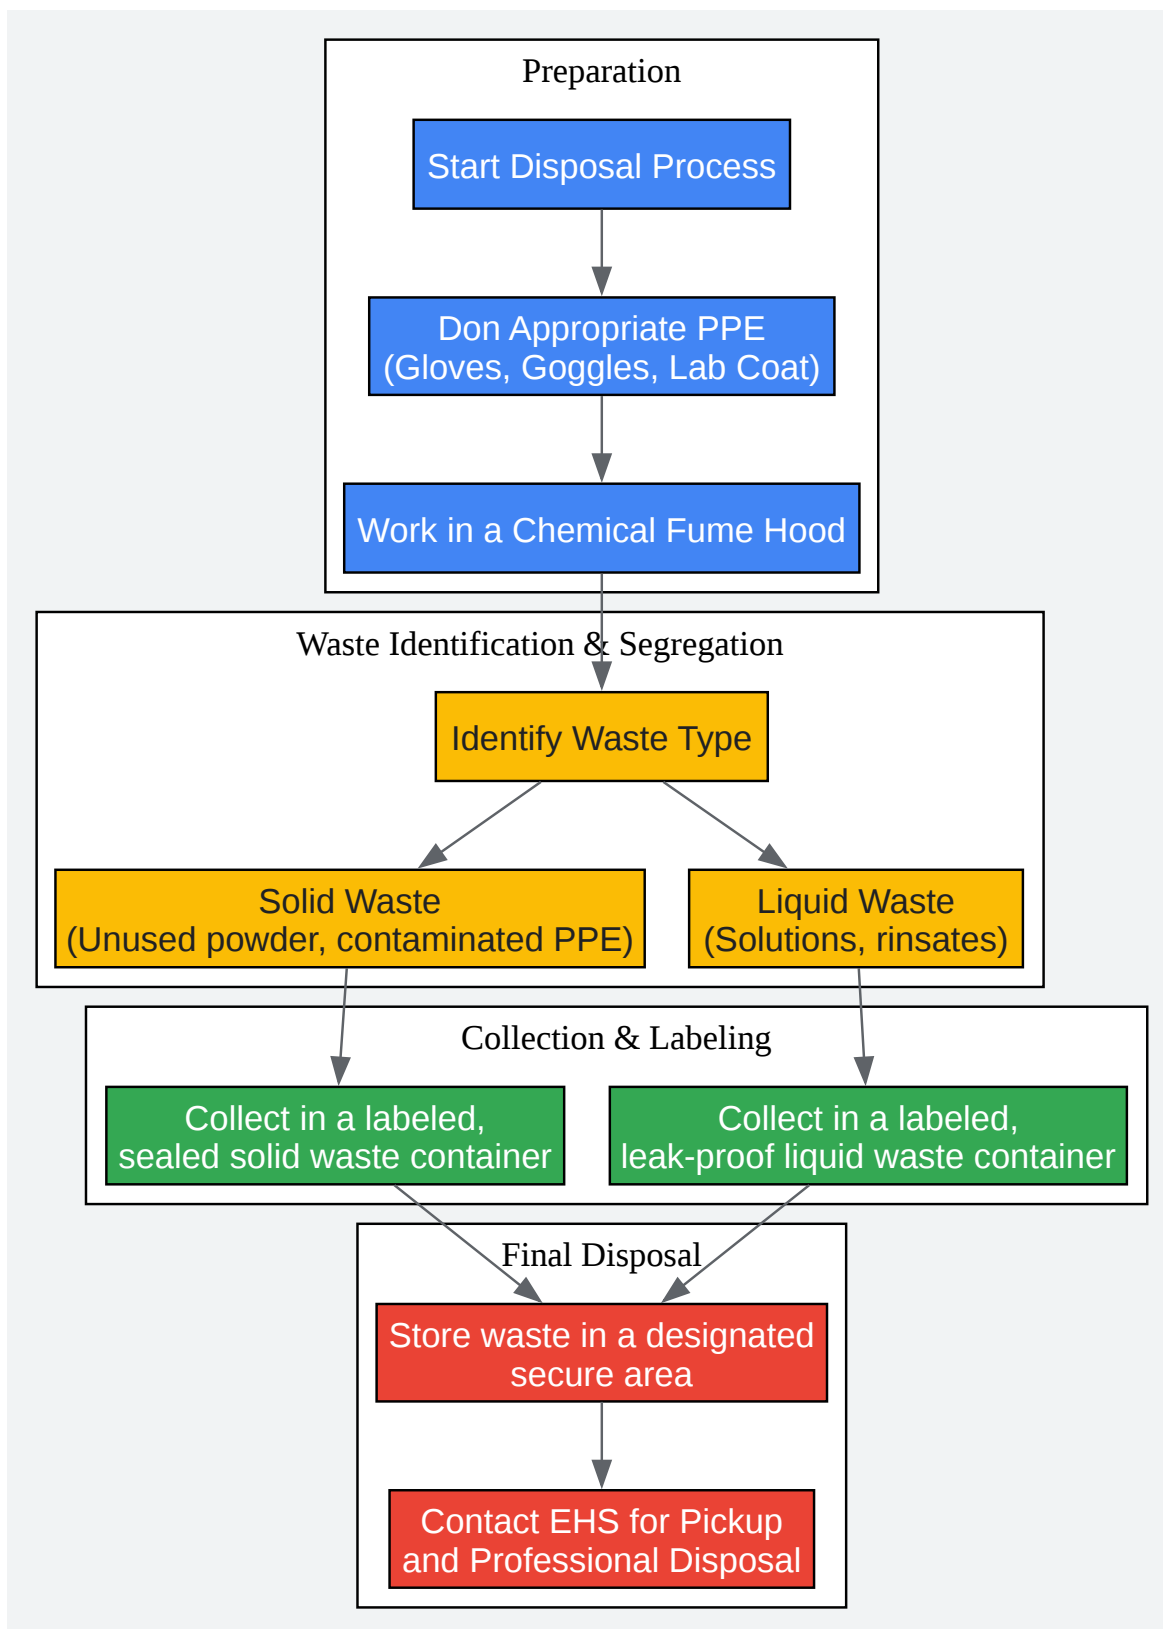 Preparation
Start Disposal Process
Don Appropriate PPE
(Gloves, Goggles, Lab Coat)
Work in a Chemical Fume Hood
Waste Identification & Segregation
Identify Waste Type
Solid Waste
(Unused powder, contaminated PPE)
Liquid Waste
(Solutions, rinsates)
Collection & Labeling
Collect in a labeled,
sealed solid waste container
Collect in a labeled,
leak-proof liquid waste container
Final Disposal
Store waste in a designated
secure area
Contact EHS for Pickup
and Professional Disposal